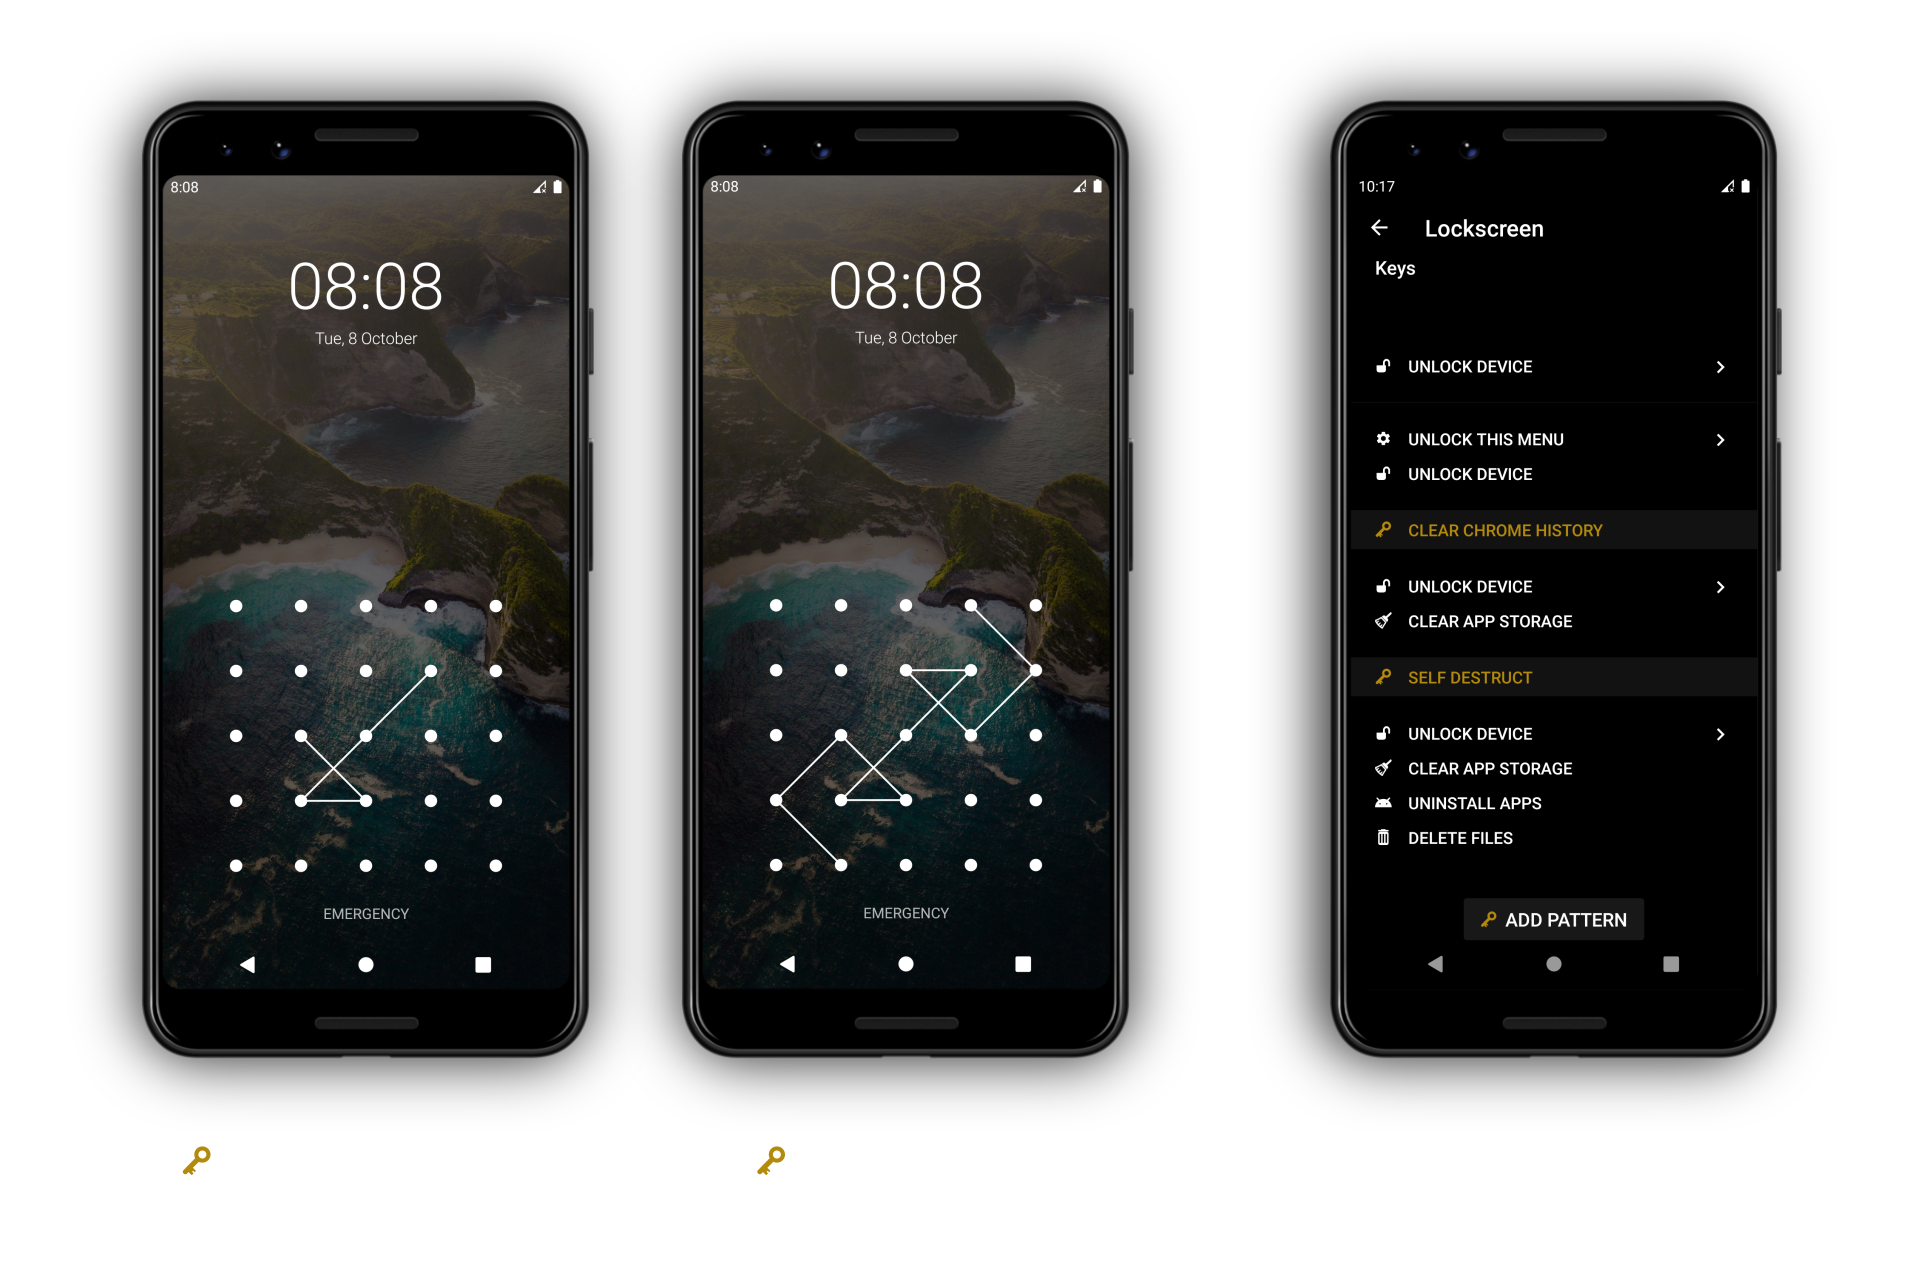 8:08
08:08
Tue, 8 October
EMERGENCY
8:08
08:08
Tue, 8 October
EMERGENCY
10:17
Lockscreen
Keys
UNLOCK DEVICE
UNLOCK THIS MENU
UNLOCK DEVICE
CLEAR CHROME HISTORY
UNLOCK DEVICE
CLEAR APP STORAGE
SELF DESTRUCT
UNLOCK DEVICE
CLEAR APP STORAGE
UNINSTALL APPS
DELETE FILES
ADD PATTERN